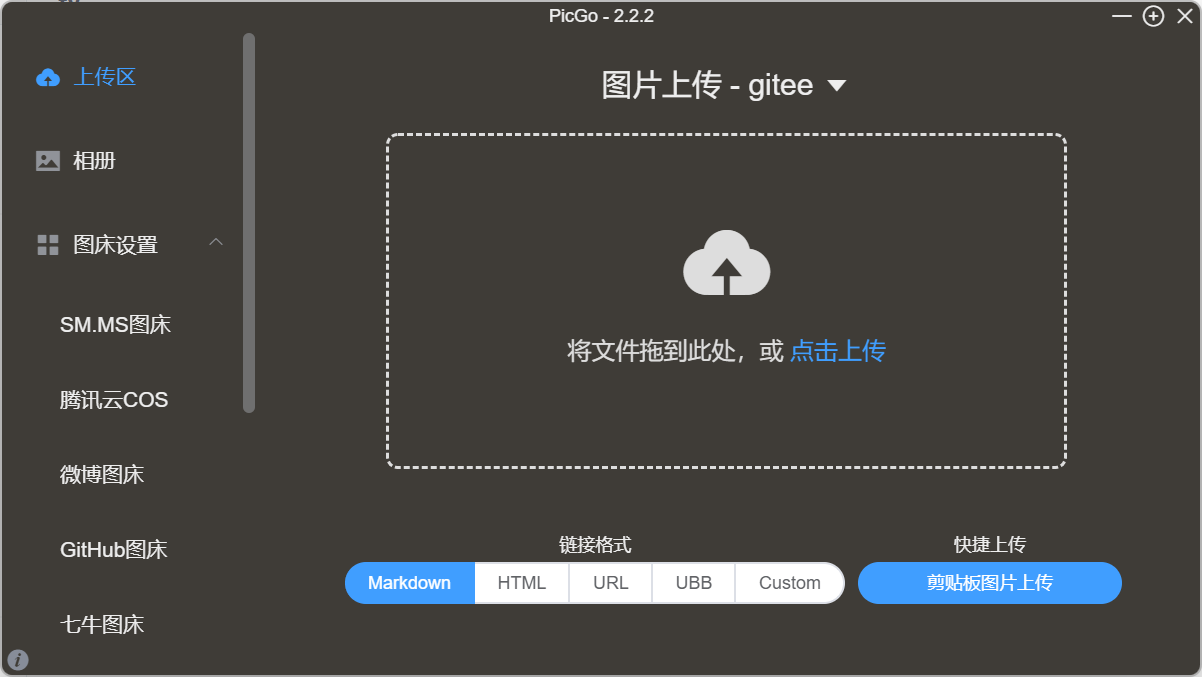 PicGo - 2.2.2
上传区
相册
图床设置
SM.MS图床
腾讯云COS
微博图床
GitHub图床
七牛图床
图片上传 - gitee
将文件拖到此处，或 点击上传
链接格式
Markdown HTML URL UBB Custom
快捷上传
剪贴板图片上传